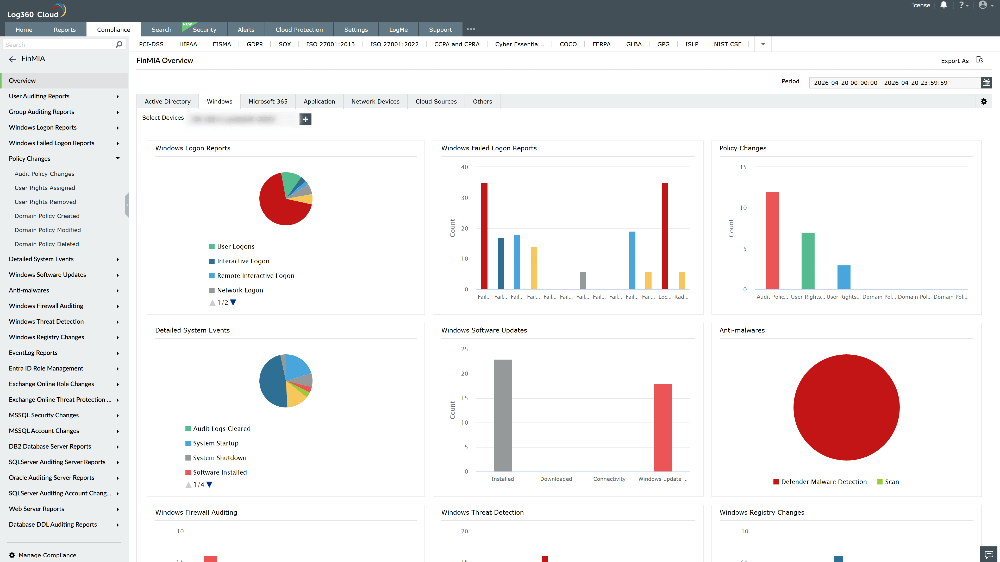 Log360 Cloud
License
?
Home
Reports
Compliance
Search
NEW
Security
Alerts
Cloud Protection
Settings
LogMe
Support
Search
PCI-DSS
HIPAA
FISMA
GDPR
SOX
ISO 27001:2013
ISO 27001:2022
CCPA and CPRA
Cyber Essentia...
COCO
FERPA
GLBA
GPG
ISLP
NIST CSF
FinMIA
Overview
User Auditing Reports
Group Auditing Reports
Windows Logon Reports
Windows Failed Logon Reports
Policy Changes
Audit Policy Changes
User Rights Assigned
User Rights Removed
Domain Policy Created
Domain Policy Modified
Domain Policy Deleted
Detailed System Events
Windows Software Updates
Anti-malwares
Windows Firewall Auditing
Windows Threat Detection
Windows Registry Changes
EventLog Reports
Entra ID Role Management
Exchange Online Role Changes
Exchange Online Threat Protection ...
MSSQL Security Changes
MSSQL Account Changes
DB2 Database Server Reports
SQLServer Auditing Server Reports
Oracle Auditing Server Reports
SQLServer Auditing Account Chang...
Web Server Reports
Database DDL Auditing Reports
Manage Compliance
FinMIA Overview
Export As
Period
2026-04-20 00:00:00 - 2026-04-20 23:59:59
Active Directory
Windows
Microsoft 365
Application
Network Devices
Cloud Sources
Others
Select Devices
Windows Logon Reports
User Logons
Interactive Logon
Remote Interactive Logon
Network Logon
1/2
Windows Failed Logon Reports
40
30
20
10
0
Count
Fail... Fail... Fail... Fail... Fail... Fail... Fail... Fail... Fail... Fail... Fail... Loc... Rad...
Policy Changes
15
10
5
0
Count
Audit Polic... User Rights... User Rights... Domain Pol... Domain Pol... Domain Pol...
Detailed System Events
Audit Logs Cleared
System Startup
System Shutdown
Software Installed
1/4
Windows Software Updates
25
20
15
10
5
0
Count
Installed
Downloaded
Connectivity
Windows update ...
Anti-malwares
Defender Malware Detection
Scan
Windows Firewall Auditing
10
7.5
Windows Threat Detection
20
15
Windows Registry Changes
10
7.5